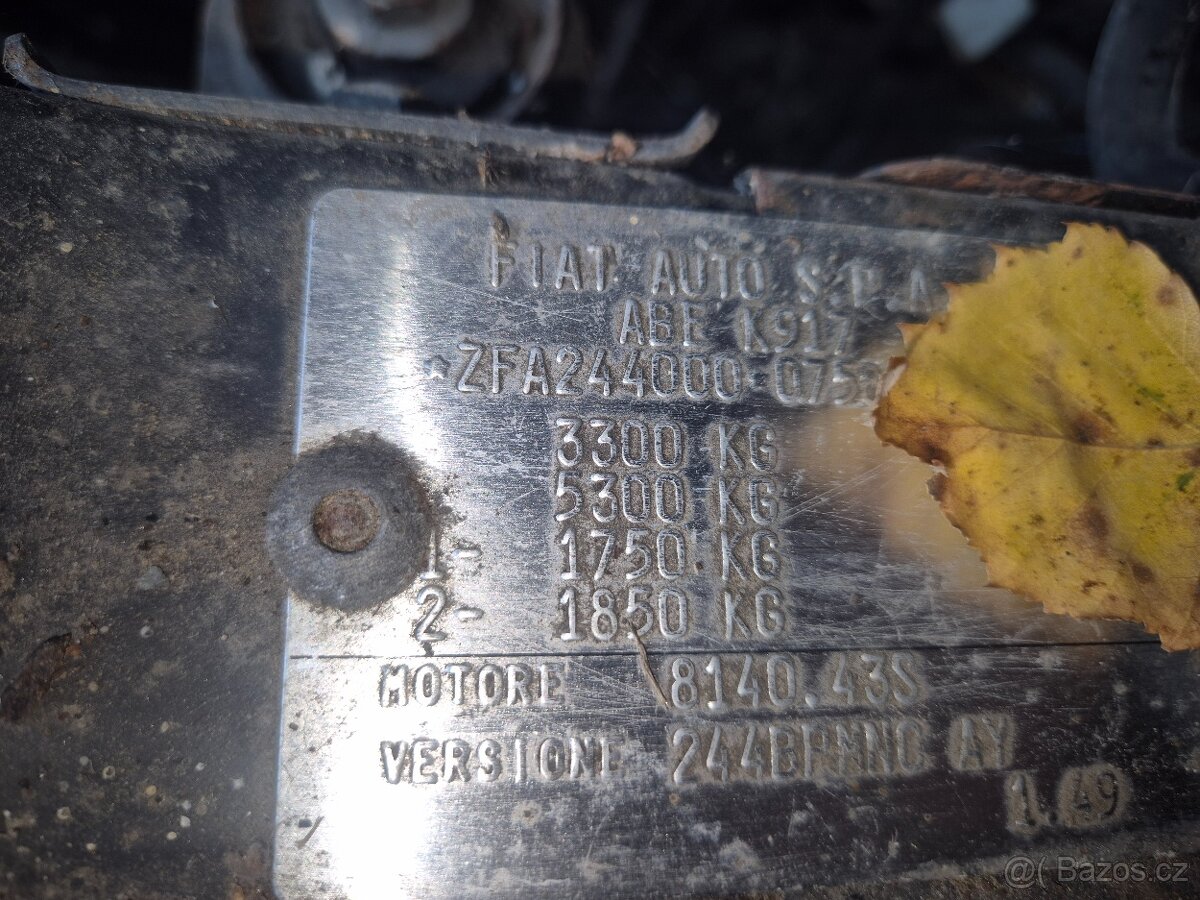 FIAT AUTO S.P.A
ABE K917
*ZFA244000
3300 KG
5300 KG
1- 1750 KG
2- 1850 KG
MOTORE 8140.43S
VERSIONE AY
1.49
@( Bazos.cz